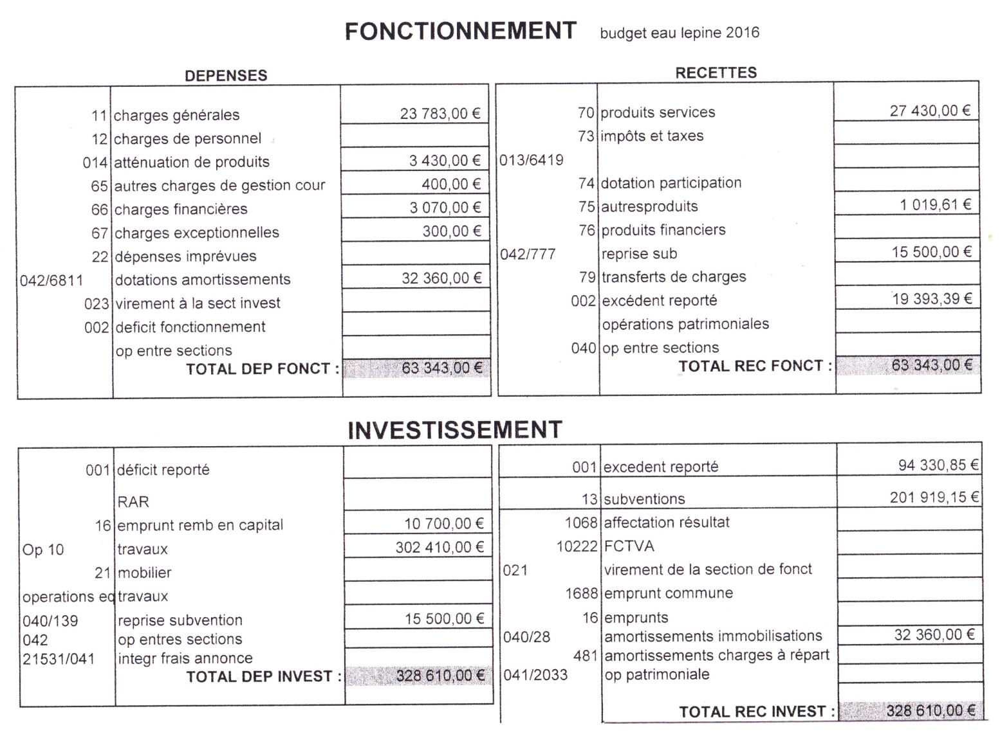 FONCTIONNEMENT budget eau lepine 2016
DEPENSES
11 charges générales 23 783,00 €
12 charges de personnel
014 atténuation de produits 3 430,00 €
65 autres charges de gestion cour 400,00 €
66 charges financières 3 070,00 €
67 charges exceptionnelles 300,00 €
22 dépenses imprévues
042/6811 dotations amortissements 32 360,00 €
023 virement à la sect invest
002 deficit fonctionnement
op entre sections
TOTAL DEP FONCT : 63 343,00 €
RECETTES
70 produits services 27 430,00 €
73 impôts et taxes
013/6419
74 dotation participation
75 autresproduits 1 019,61 €
76 produits financiers
042/777 reprise sub 15 500,00 €
79 transferts de charges
002 excédent reporté 19 393,39 €
opérations patrimoniales
040 op entre sections
TOTAL REC FONCT : 63 343,00 €
INVESTISSEMENT
001 déficit reporté
RAR
16 emprunt remb en capital 10 700,00 €
Op 10 travaux 302 410,00 €
21 mobilier
operations eq travaux
040/139 reprise subvention 15 500,00 €
042 op entres sections
21531/041 integr frais annonce
TOTAL DEP INVEST : 328 610,00 €
001 excedent reporté 94 330,85 €
13 subventions 201 919,15 €
1068 affectation résultat
10222 FCTVA
021 virement de la section de fonct
1688 emprunt commune
16 emprunts
040/28 amortissements immobilisations 32 360,00 €
481 amortissements charges à répart
041/2033 op patrimoniale
TOTAL REC INVEST : 328 610,00 €